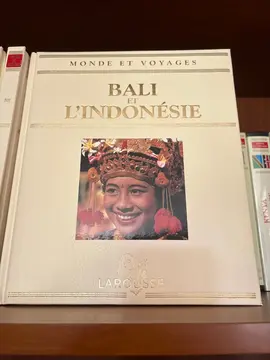 MONDE ET VOYAGES
BALI
ET
L'INDONÉSIE
LAROUSSE